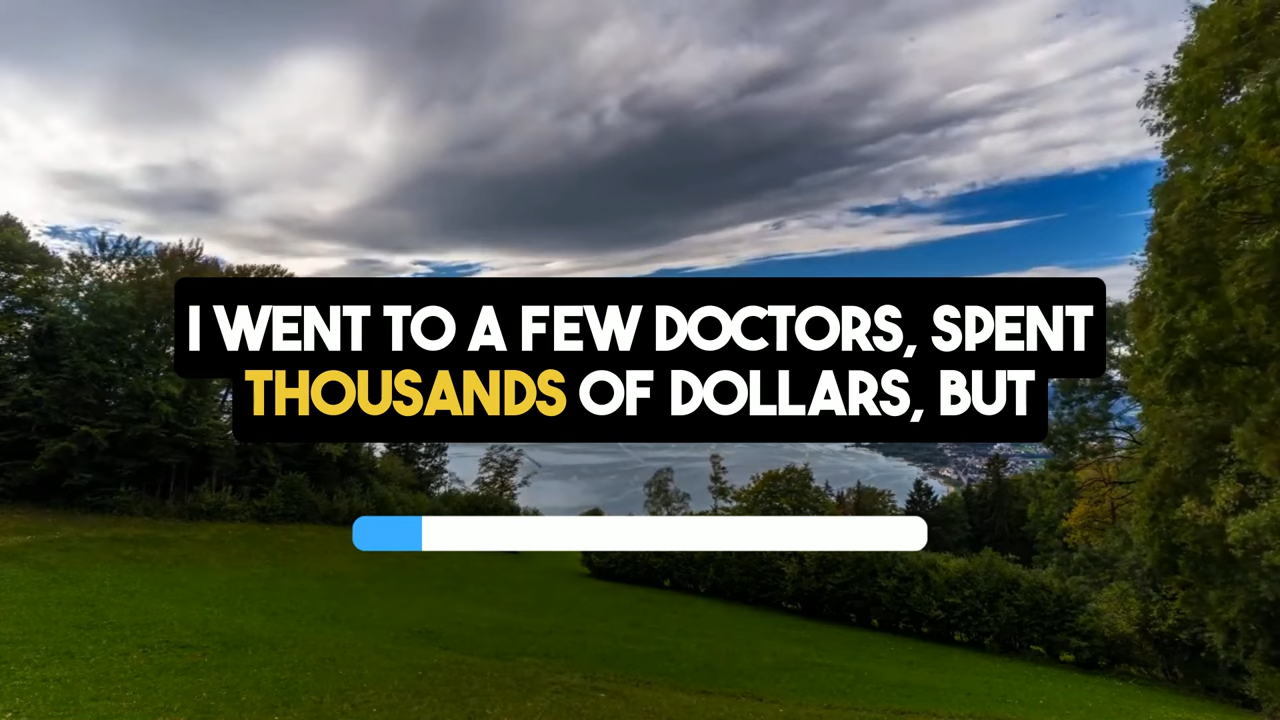 I WENT TO A FEW DOCTORS, SPENT
THOUSANDS OF DOLLARS, BUT